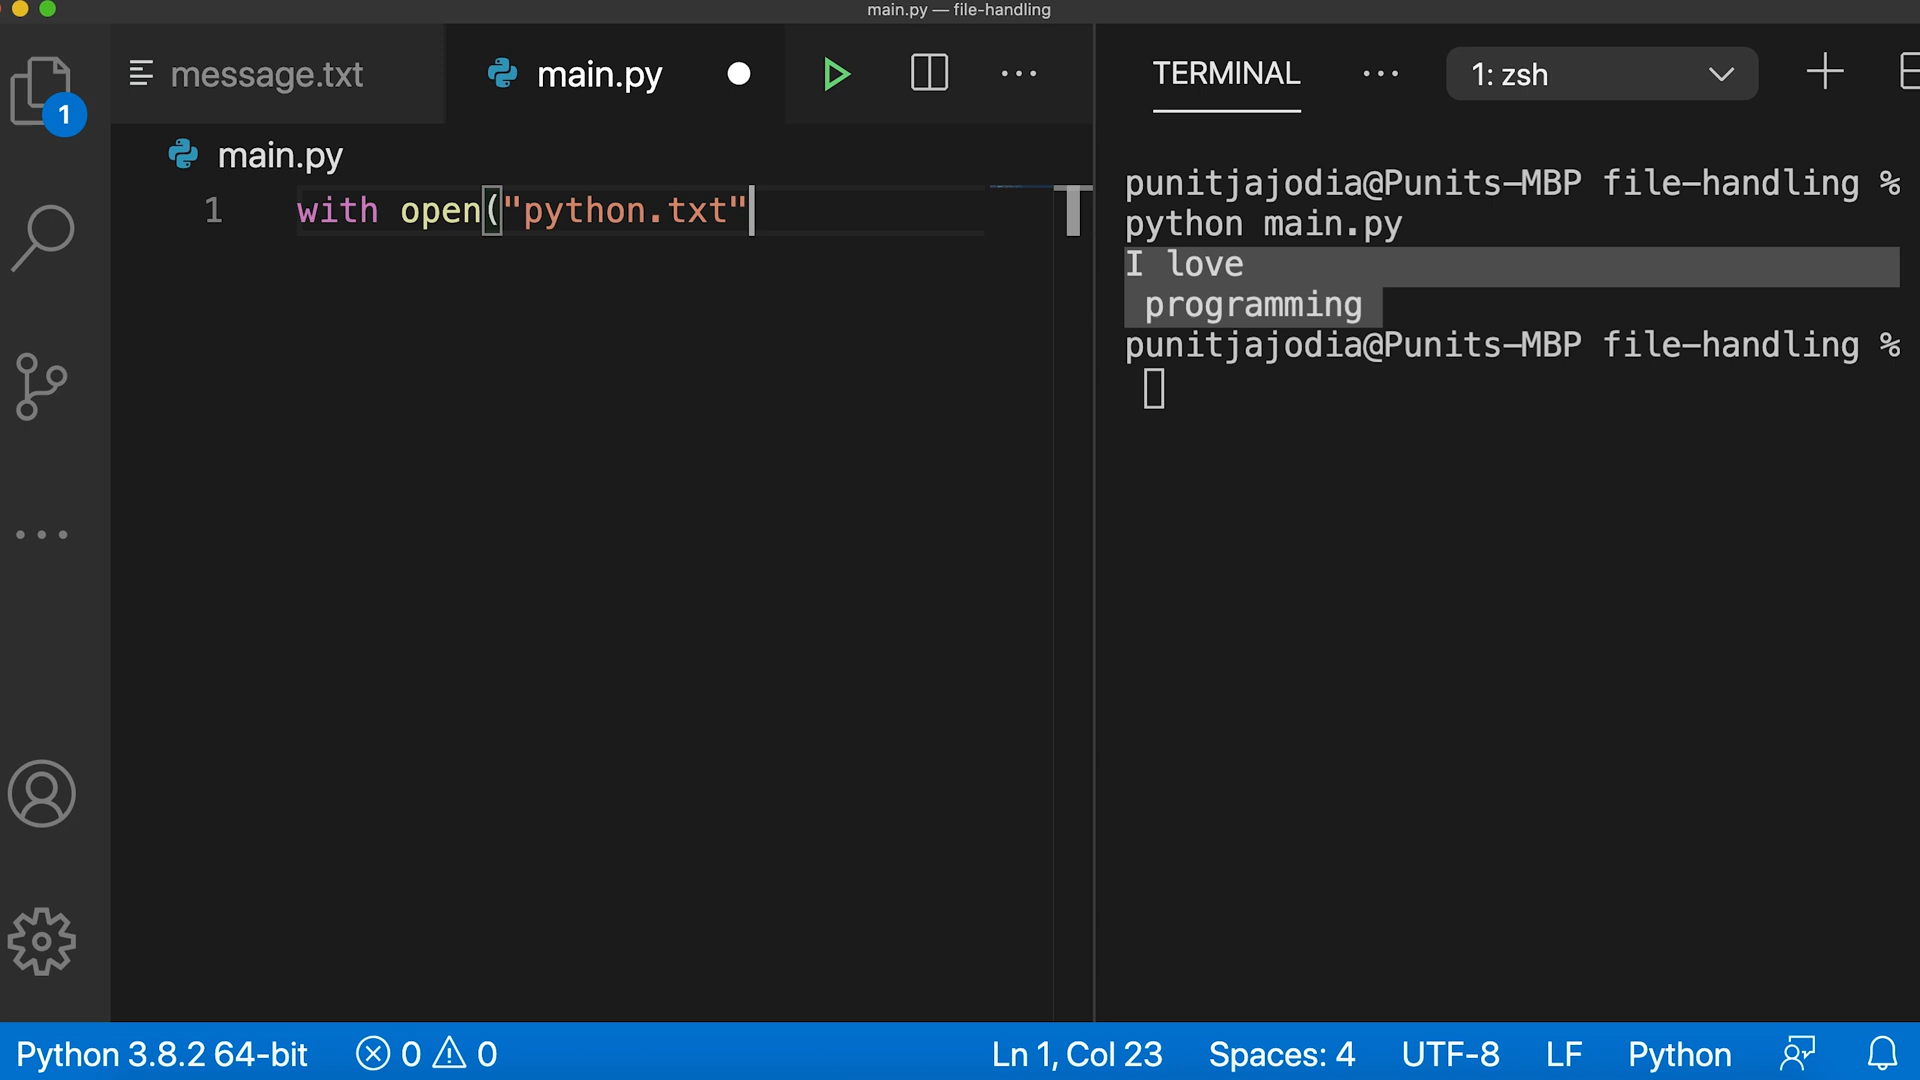 main.py — file-handling
message.txt
main.py
TERMINAL
1: zsh
1
main.py
1 with open("python.txt"
punitjajodia@Punits-MBP file-handling %
python main.py
I love
programming
punitjajodia@Punits-MBP file-handling %
Python 3.8.2 64-bit
0
0
Ln 1, Col 23
Spaces: 4
UTF-8
LF
Python